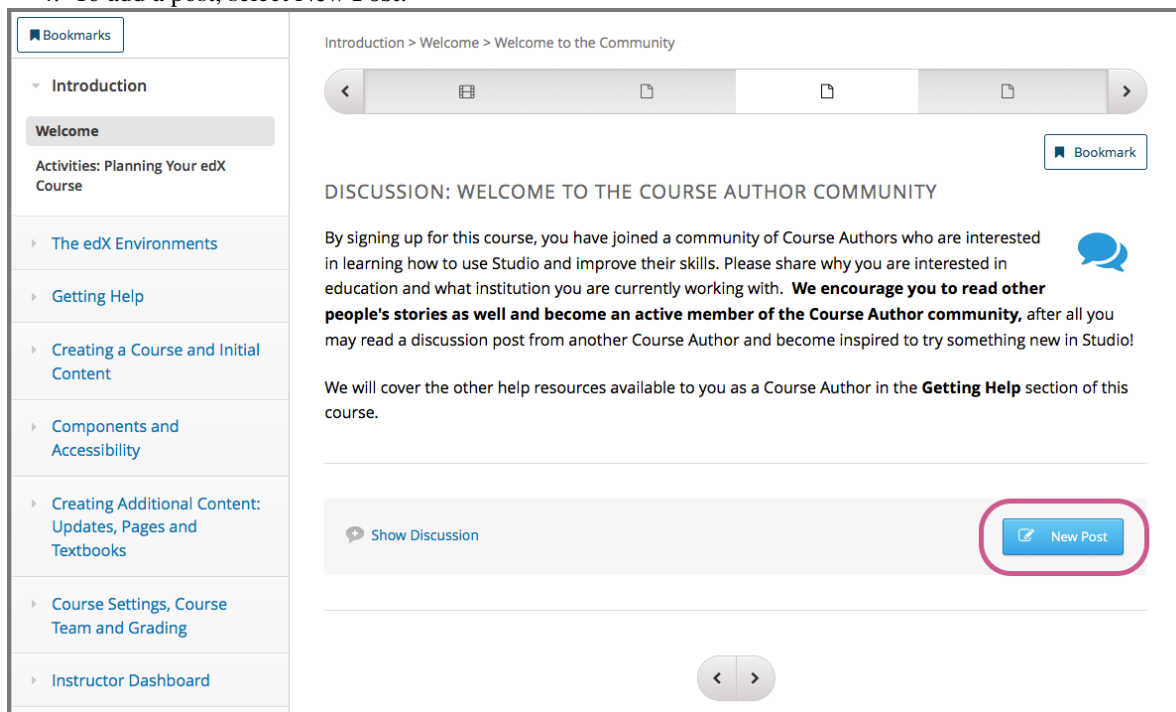 4. To add a post, select New Post.
Bookmarks
Introduction
Welcome
Activities: Planning Your edX
Course
The edX Environments
Getting Help
Creating a Course and Initial
Content
Components and
Accessibility
Creating Additional Content:
Updates, Pages and
Textbooks
Course Settings, Course
Team and Grading
Instructor Dashboard
Introduction > Welcome > Welcome to the Community
Bookmark
DISCUSSION: WELCOME TO THE COURSE AUTHOR COMMUNITY
By signing up for this course, you have joined a community of Course Authors who are interested
in learning how to use Studio and improve their skills. Please share why you are interested in
education and what institution you are currently working with. We encourage you to read other
people's stories as well and become an active member of the Course Author community, after all you
may read a discussion post from another Course Author and become inspired to try something new in Studio!
We will cover the other help resources available to you as a Course Author in the Getting Help section of this
course.
Show Discussion
New Post